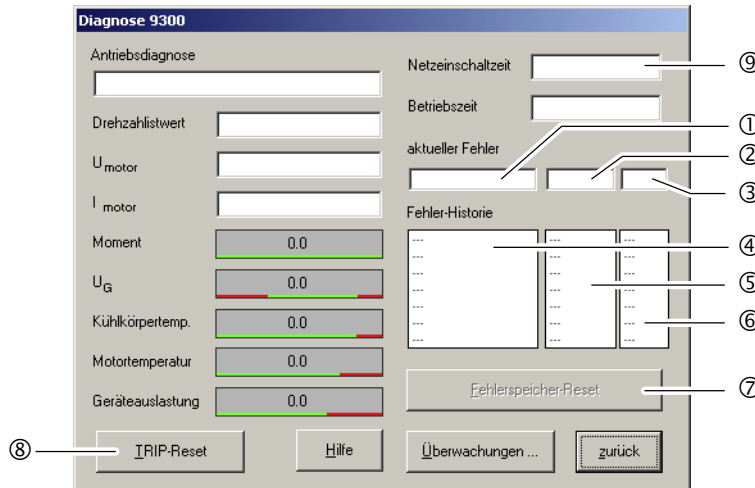 Diagnose 9300
Antriebsdiagnose
Drehzahlistwert
U motor
I motor
Moment 0.0
UG 0.0
Kühlkörpertemp. 0.0
Motortemperatur 0.0
Geräteauslastung 0.0
TRIP-Reset
Hilfe
Netzeinschaltzeit
Betriebszeit
aktueller Fehler
Fehler-Historie
--- --- ---
--- --- ---
--- --- ---
--- --- ---
--- --- ---
--- --- ---
--- --- ---
Fehlerspeicher-Reset
Überwachungen ...
zurück
⑨
①
②
③
④
⑤
⑥
⑦
⑧